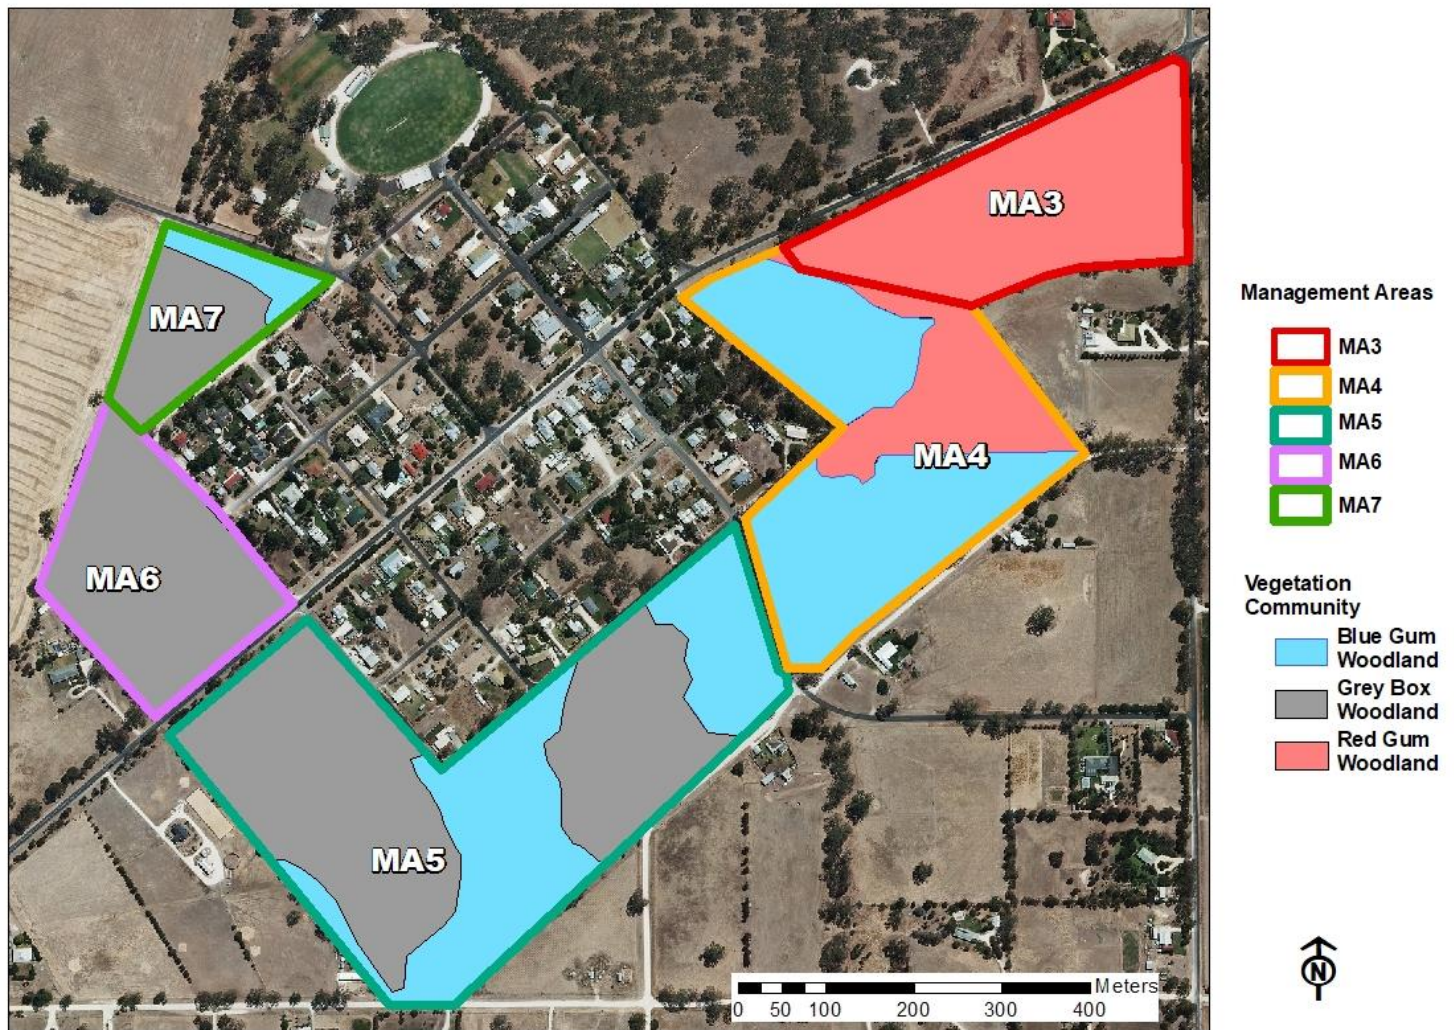 MA3
MA7
MA4
MA6
MA5
Management Areas
MA3
MA4
MA5
MA6
MA7
Vegetation
Community
Blue Gum
Woodland
Grey Box
Woodland
Red Gum
Woodland
N
Meters
0 50 100 200 300 400